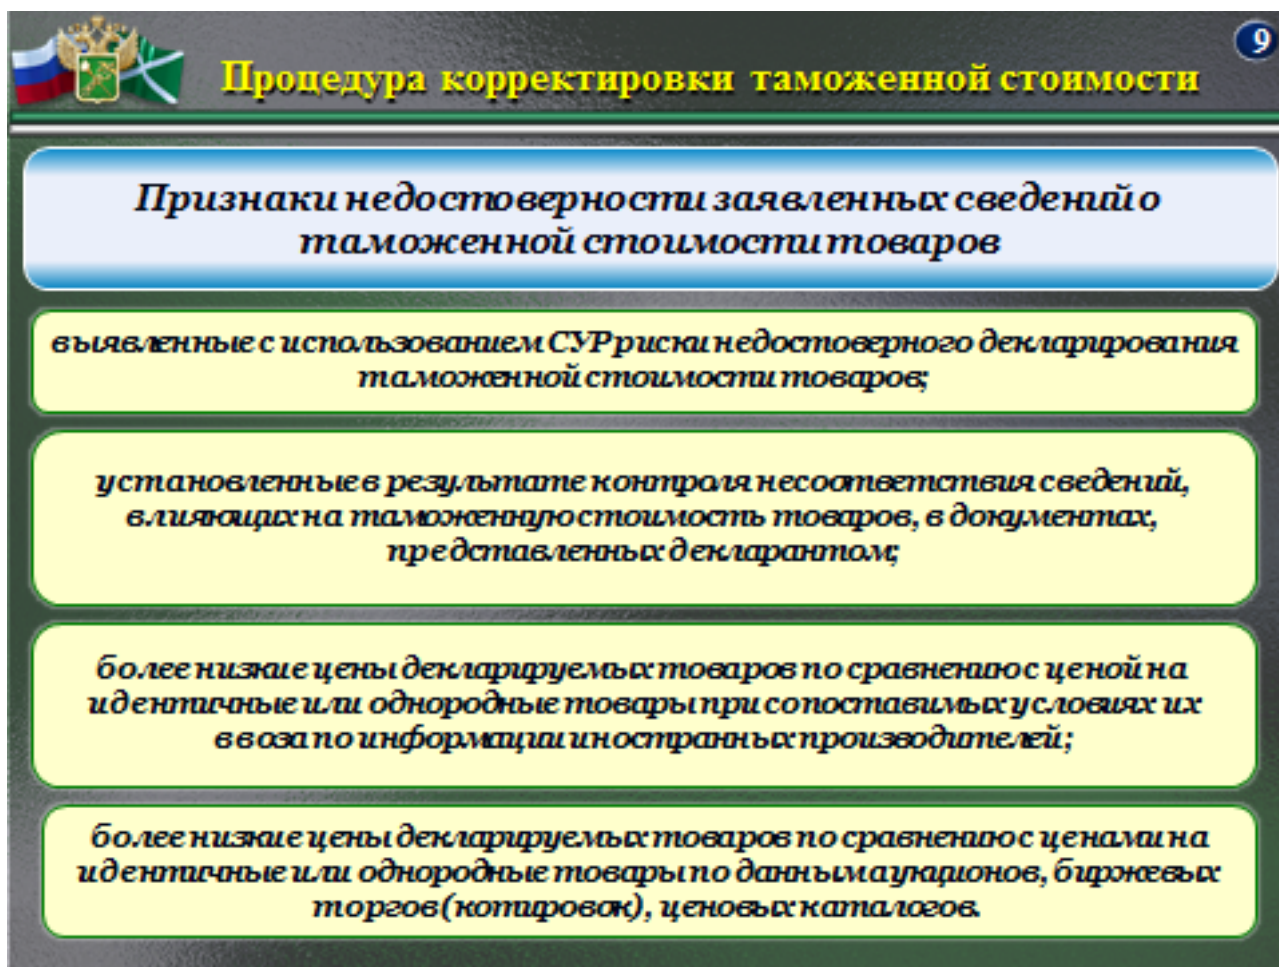 9
Процедура корректировки таможенной стоимости
Признаки недостоверности заявленных сведений о
таможенной стоимости товаров
выявленные с использованием СУР риски недостоверного декларирования
таможенной стоимости товаров;
установленные в результате контроля несоответствия сведений,
влияющих на таможенную стоимость товаров, в документах,
представленных декларантом;
более низкие цены декларируемых товаров по сравнению с ценой на
идентичные или однородные товары при сопоставимых условиях их
ввоза по информации иностранных производителей;
более низкие цены декларируемых товаров по сравнению с ценами на
идентичные или однородные товары по данным аукционов, биржевых
торгов (котировок), ценовых каталогов.